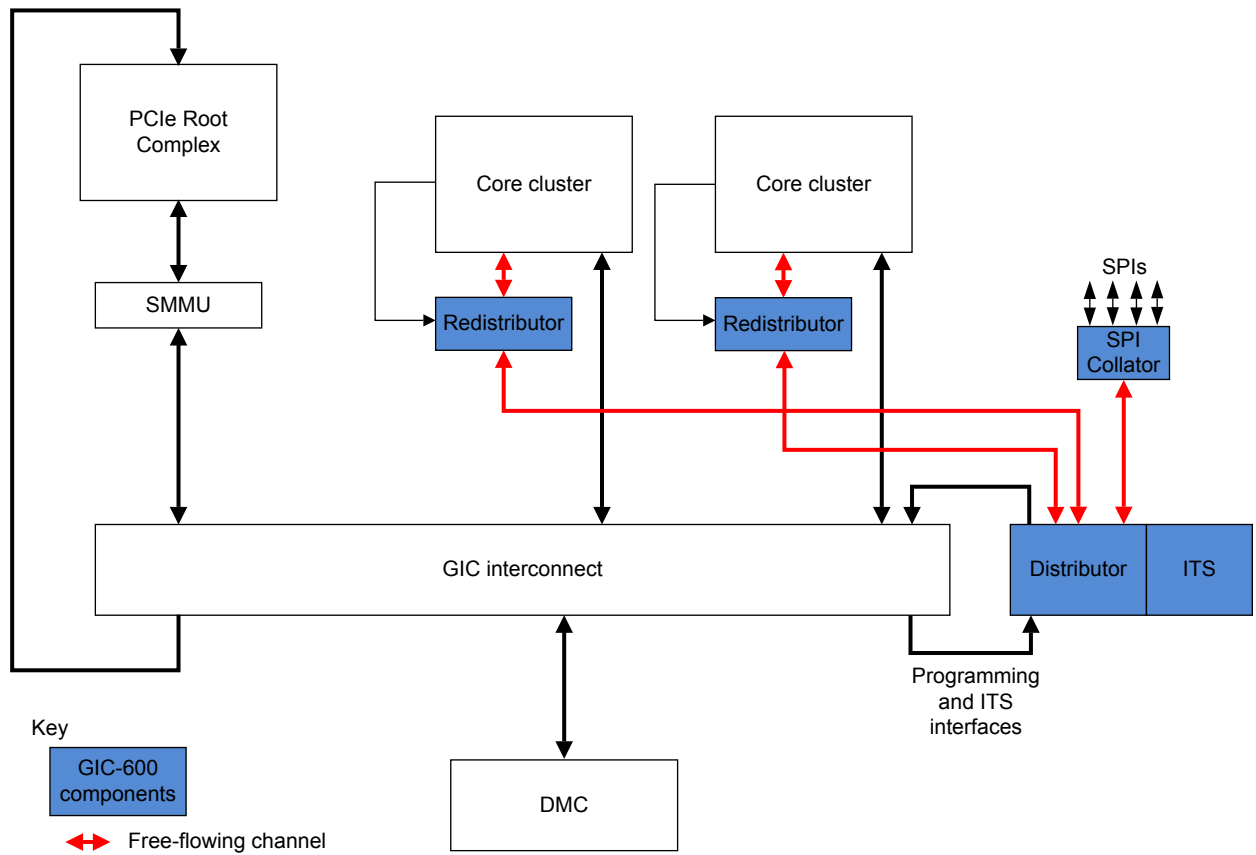 PCIe Root
Complex
Core cluster
Core cluster
SPIs
SMMU
Redistributor
Redistributor
SPI
Collator
GIC interconnect
Distributor
ITS
Programming
and ITS
interfaces
Key
GIC-600
components
DMC
Free-flowing channel